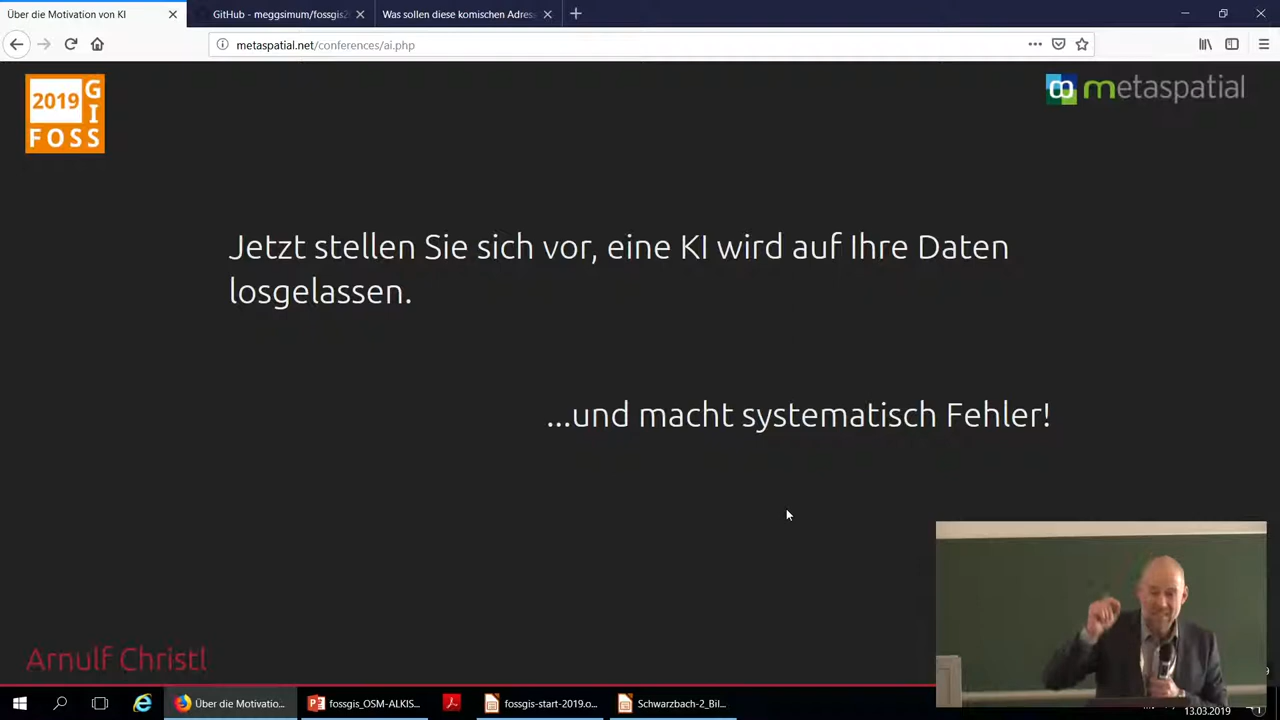 Über die Motivation von KI
GitHub - meggsimum/fossgis2
Was sollen diese komischen Adres
metaspatial.net/conferences/ai.php
2019
G
I
FOSS
metaspatial
Jetzt stellen Sie sich vor, eine KI wird auf Ihre Daten
losgelassen.
...und macht systematisch Fehler!
Arnulf Christl
Über die Motivatio...
fossgis_OSM-ALKIS...
fossgis-start-2019.o...
Schwarzbach-2_Bil...
13.03.2019